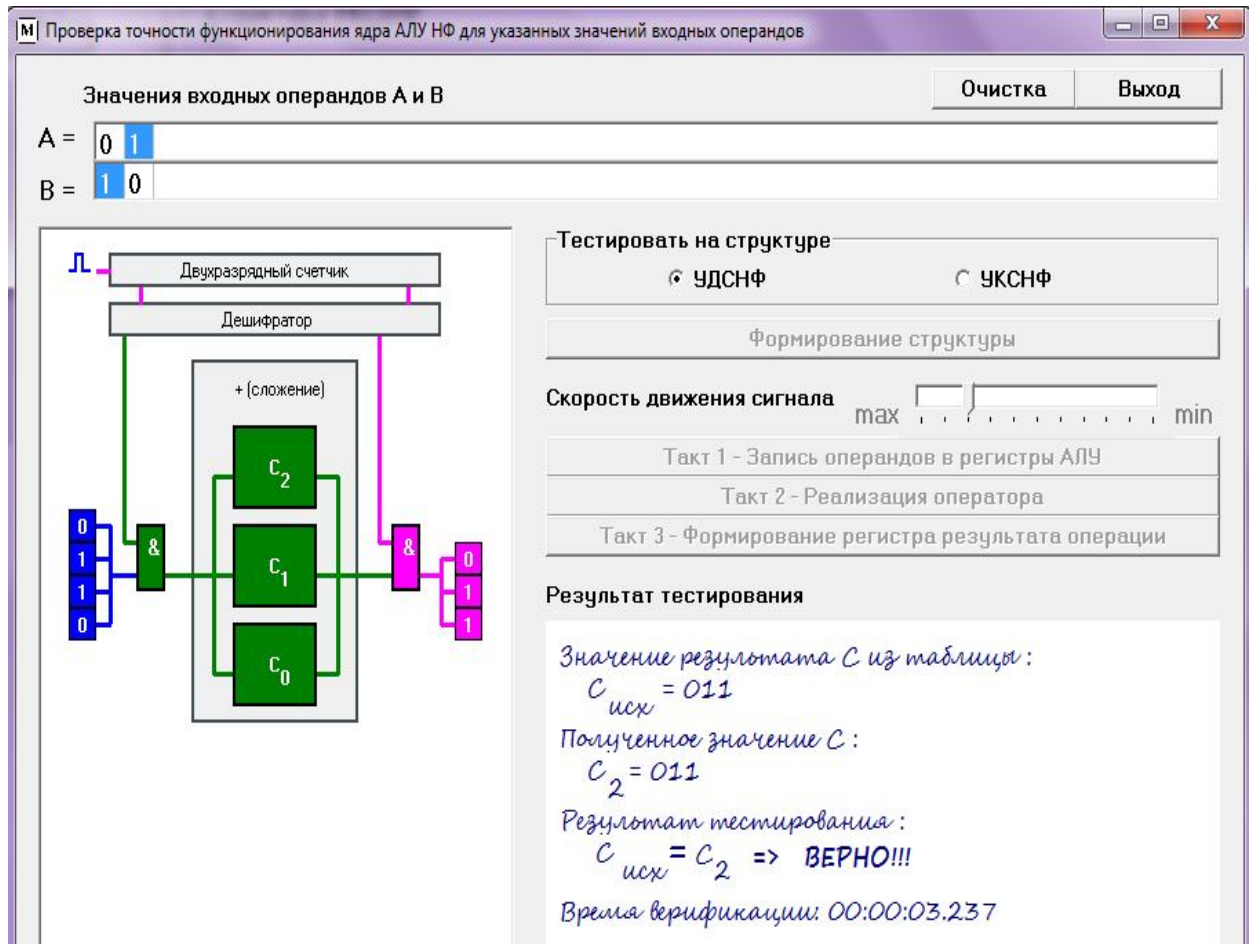 M Проверка точности функционирования ядра АЛУ НФ для указанных значений входных операндов
Значения входных операндов А и В
Очистка
Выход
A = 0 1
B = 1 0
Двухразрядный счетчик
Дешифратор
+ (сложение)
C2
C1
C0
&
&
0
1
1
0
0
1
1
Тестировать на структуре
УДСНФ
УКСНФ
Формирование структуры
Скорость движения сигнала
max
min
Такт 1 - Запись операндов в регистры АЛУ
Такт 2 - Реализация оператора
Такт 3 - Формирование регистра результата операции
Результат тестирования
Значение результата С из таблицы :
C исх = 011
Полученное значение С :
C 2 = 011
Результат тестирования :
C исх = C 2 => ВЕРНО!!!
Время верификации: 00:00:03.237